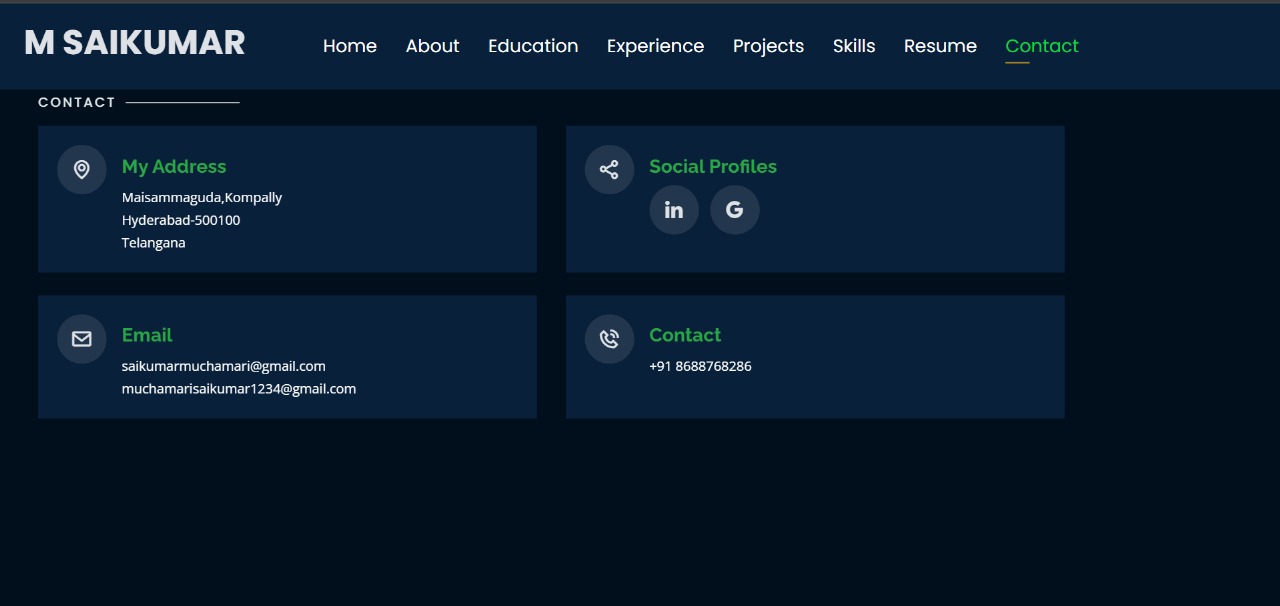 M SAIKUMAR
Home About Education Experience Projects Skills Resume Contact
CONTACT
My Address
Maisammaguda,Kompally
Hyderabad-500100
Telangana
Social Profiles
in G
Email
saikumarmuchamari@gmail.com
muchamarisaikumar1234@gmail.com
Contact
+91 8688768286